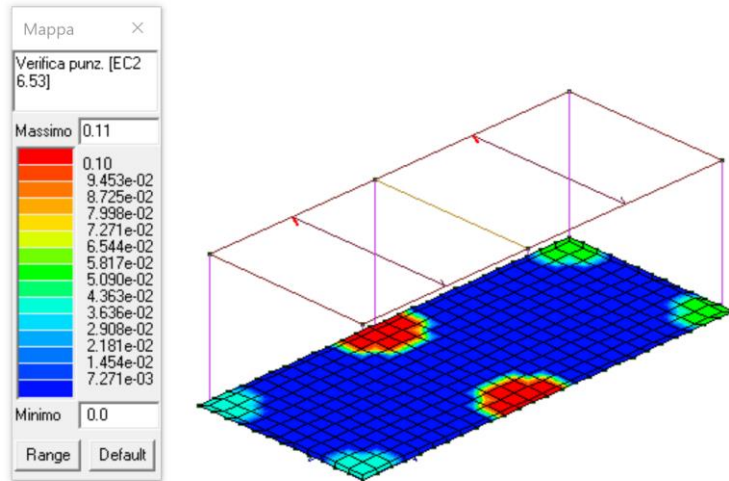 Mappa
Verifica punz. [EC2
6.53]
Massimo 0.11
0.10
9.453e-02
8.725e-02
7.998e-02
7.271e-02
6.544e-02
5.817e-02
5.090e-02
4.363e-02
3.636e-02
2.908e-02
2.181e-02
1.454e-02
7.271e-03
Minimo 0.0
Range Default